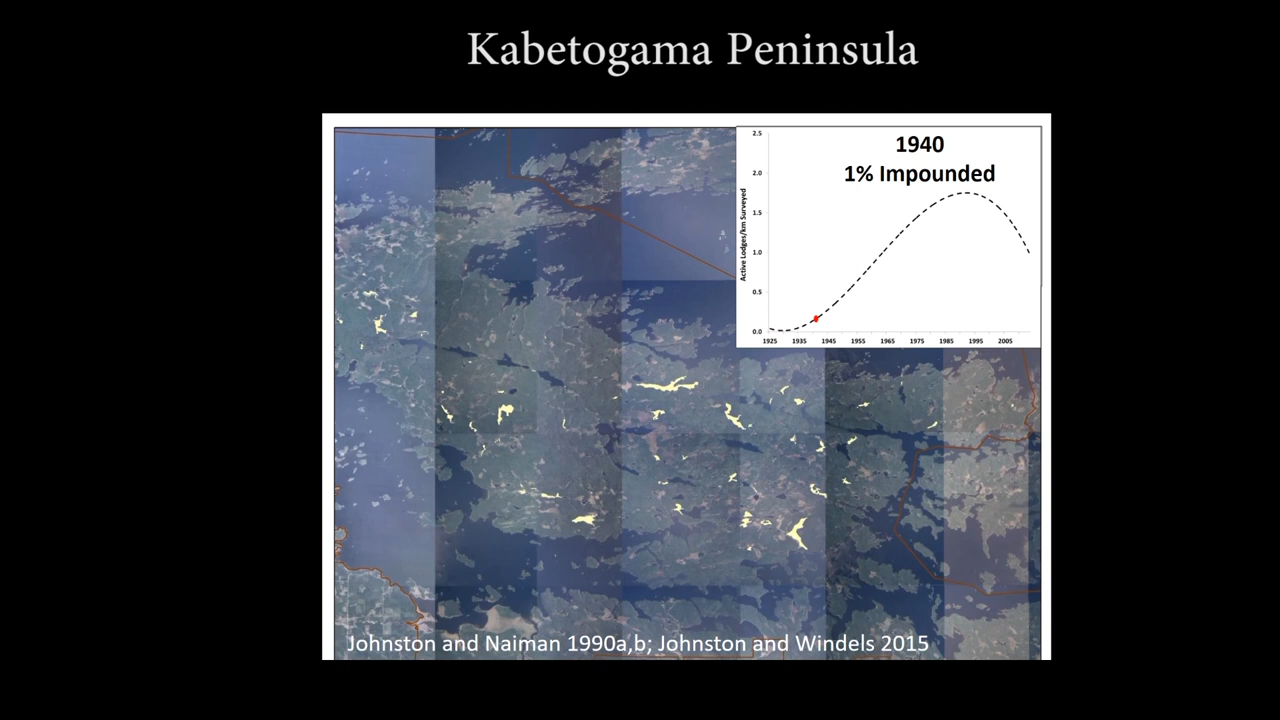 Kabetogama Peninsula
1940
1% Impounded
2.5
2.0
1.5
1.0
0.5
0.0
Active Lodges/km Surveyed
1925 1935 1945 1955 1965 1975 1985 1995 2005
Johnston and Naiman 1990a,b; Johnston and Windels 2015